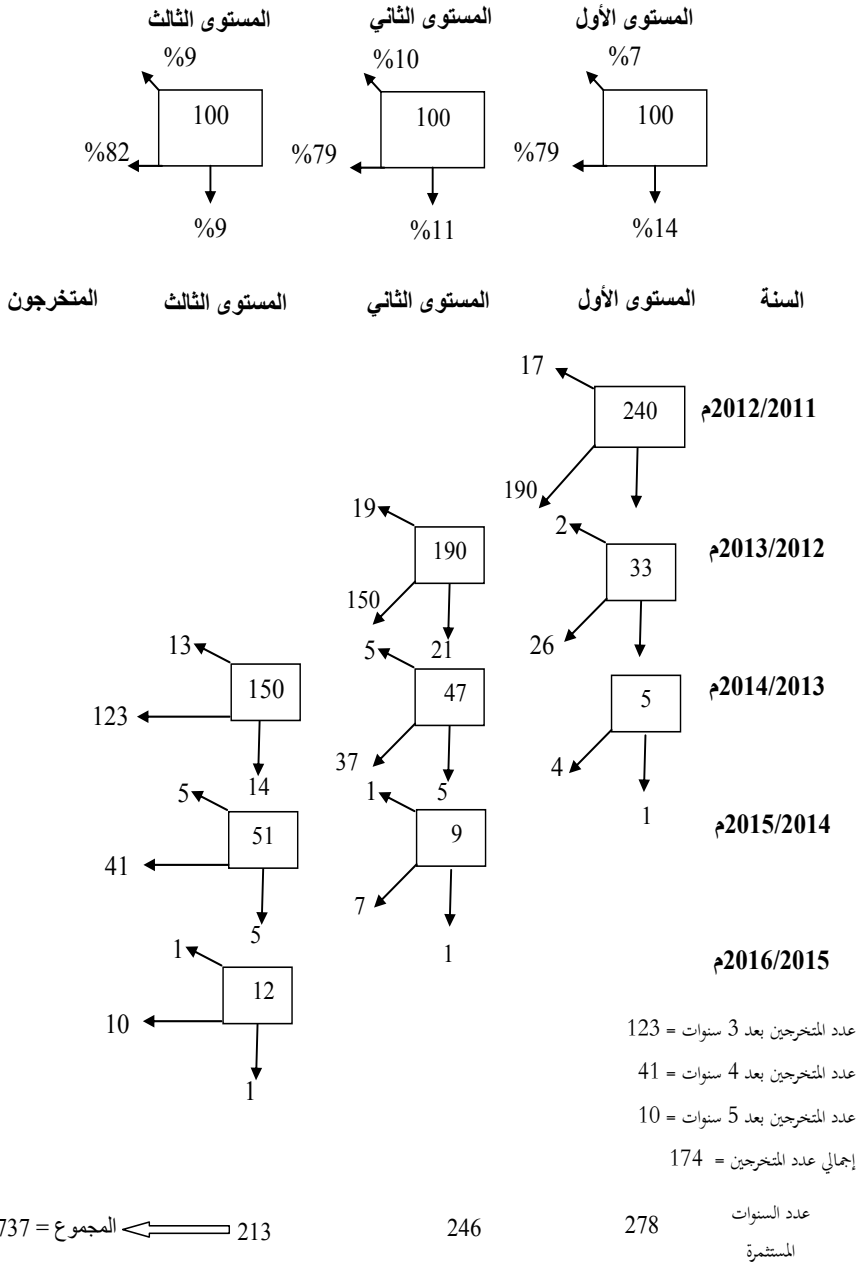 المستوى الأول المستوى الثاني المستوى الثالث
%7 %10 %9
100 100 100
%79 %79 %82
%14 %11 %9
السنة المستوى الأول المستوى الثاني المستوى الثالث المتخرجون
17
2012/2011م 240
190
2 19
2013/2012م 33 190
26 150
21
5 13
2014/2013م 5 47 150
123
4 37
1 5 14
1 5
2015/2014م 9 51
41
7
1 5
1
2016/2015م 12
10
1
عدد المتخرجين بعد 3 سنوات = 123
عدد المتخرجين بعد 4 سنوات = 41
عدد المتخرجين بعد 5 سنوات = 10
إجمالي عدد المتخرجين = 174
عدد السنوات المستثمرة 278 246 213 المجموع = 737